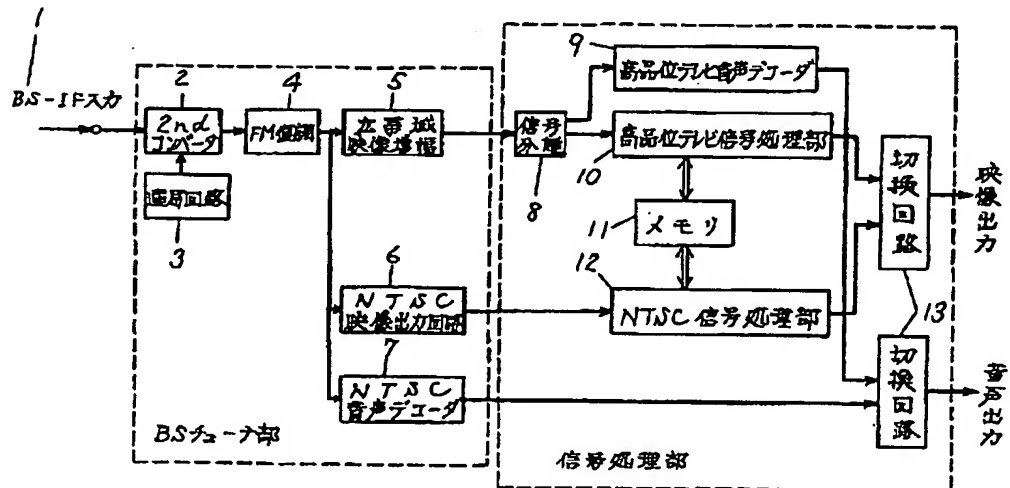 1
BS-IF入力
2
2nd
コンバータ
3
選局回路
4
FM復調
5
広帯域
映像増幅
6
NTSC
映像出力回路
7
NTSC
音声デコーダ
BSチューナ部
8
信号
分離
9
高品位テレビ音声デコーダ
10
高品位テレビ信号処理部
11
メモリ
12
NTSC信号処理部
13
切換回路
切換回路
映像出力
音声出力
信号処理部